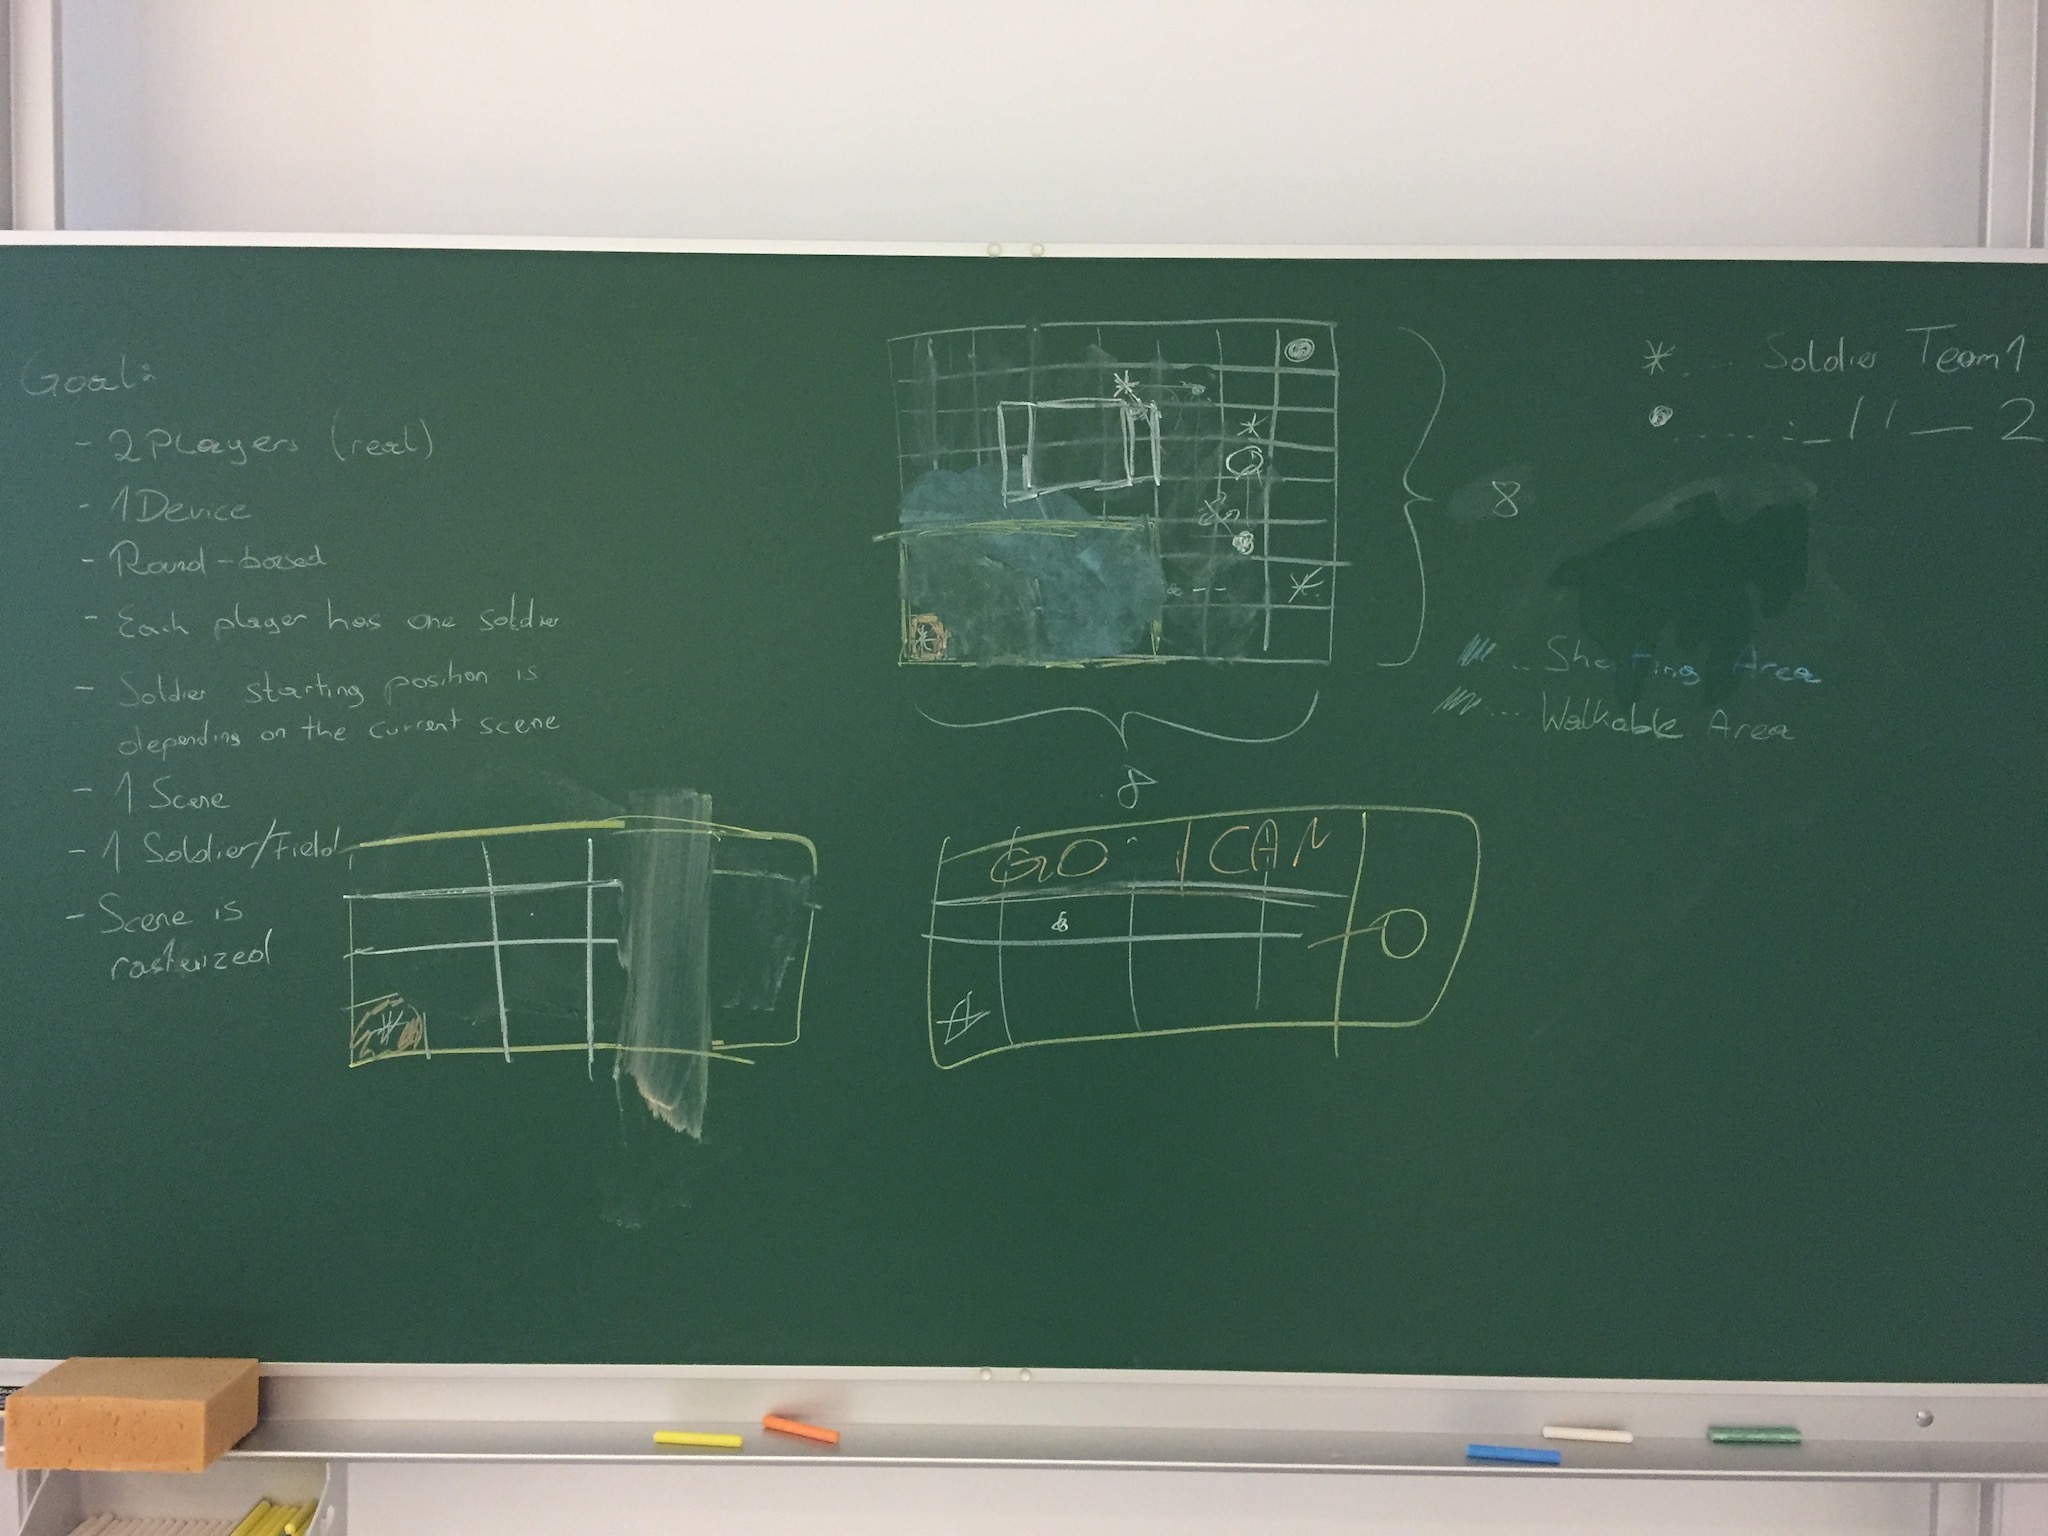 Goal:
- 2 Players (real)
- 1 Device
- Round-based
- Each player has one soldier
- Soldier starting position is
depending on the current scene
- 1 Scene
- 1 Soldier/Field
- Scene is
rasterized
8
8
* .... Soldier Team 1
....... _ // _ 2
... Area
... Walkable Area
GO I CAN